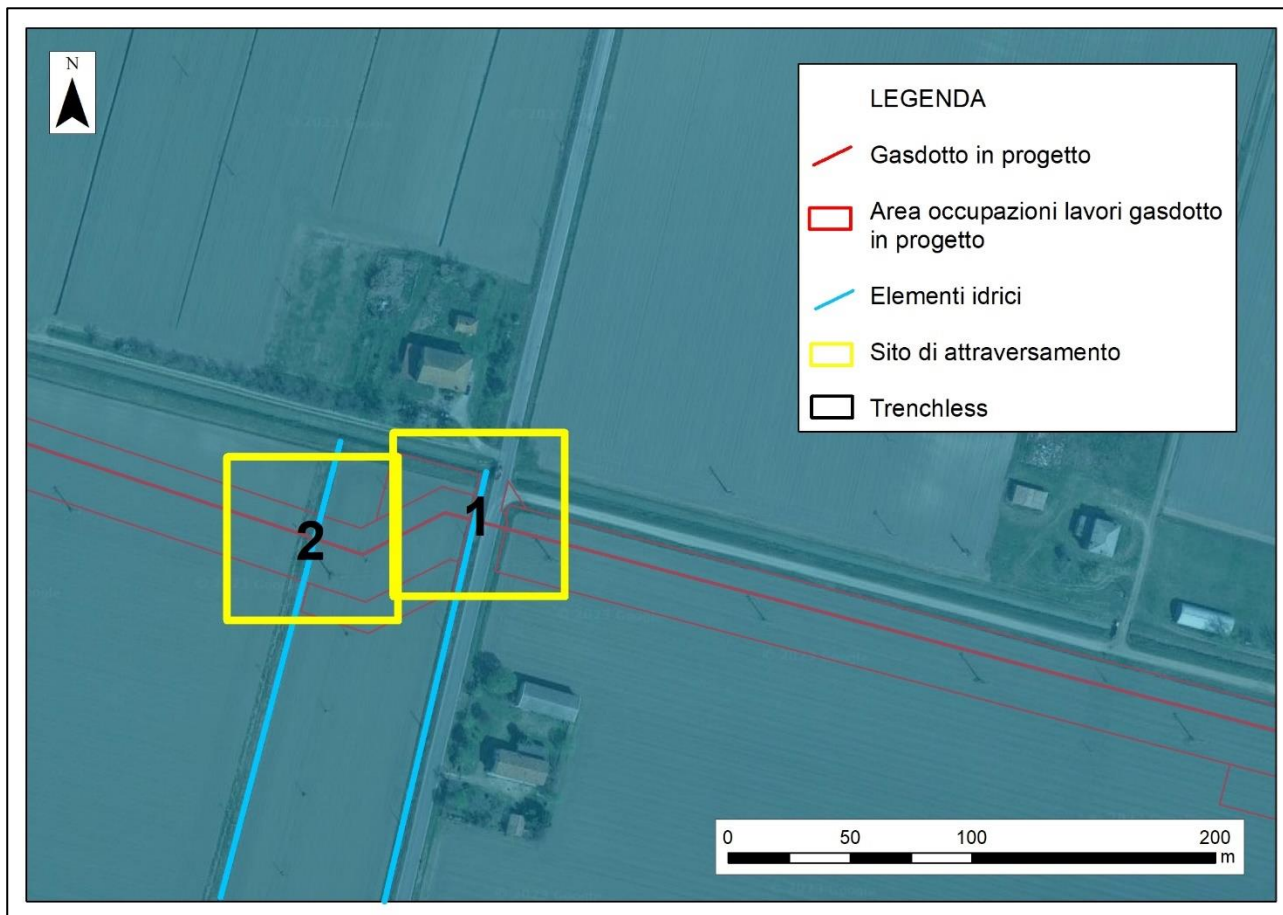 N
LEGENDA
Gasdotto in progetto
Area occupazioni lavori gasdotto
in progetto
Elementi idrici
Sito di attraversamento
Trenchless
1
2
0 50 100 200
m